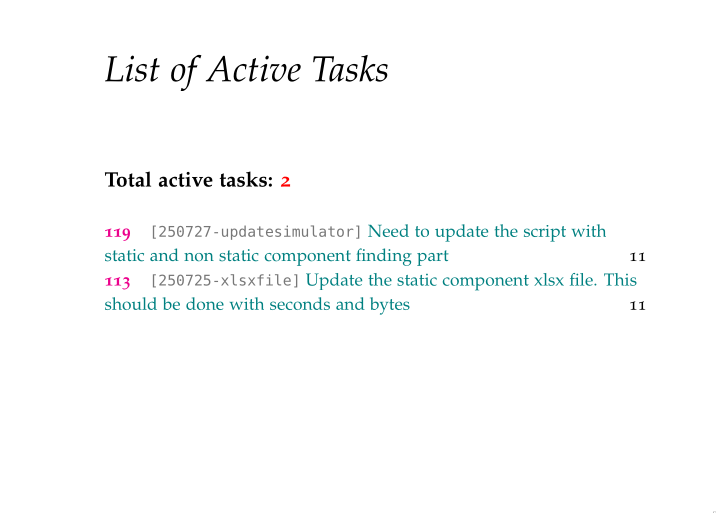 List of Active Tasks
Total active tasks: 2
119 [250727-updatesimulator] Need to update the script with
static and non static component finding part 11
113 [250725-xlsxfile] Update the static component xlsx file. This
should be done with seconds and bytes 11